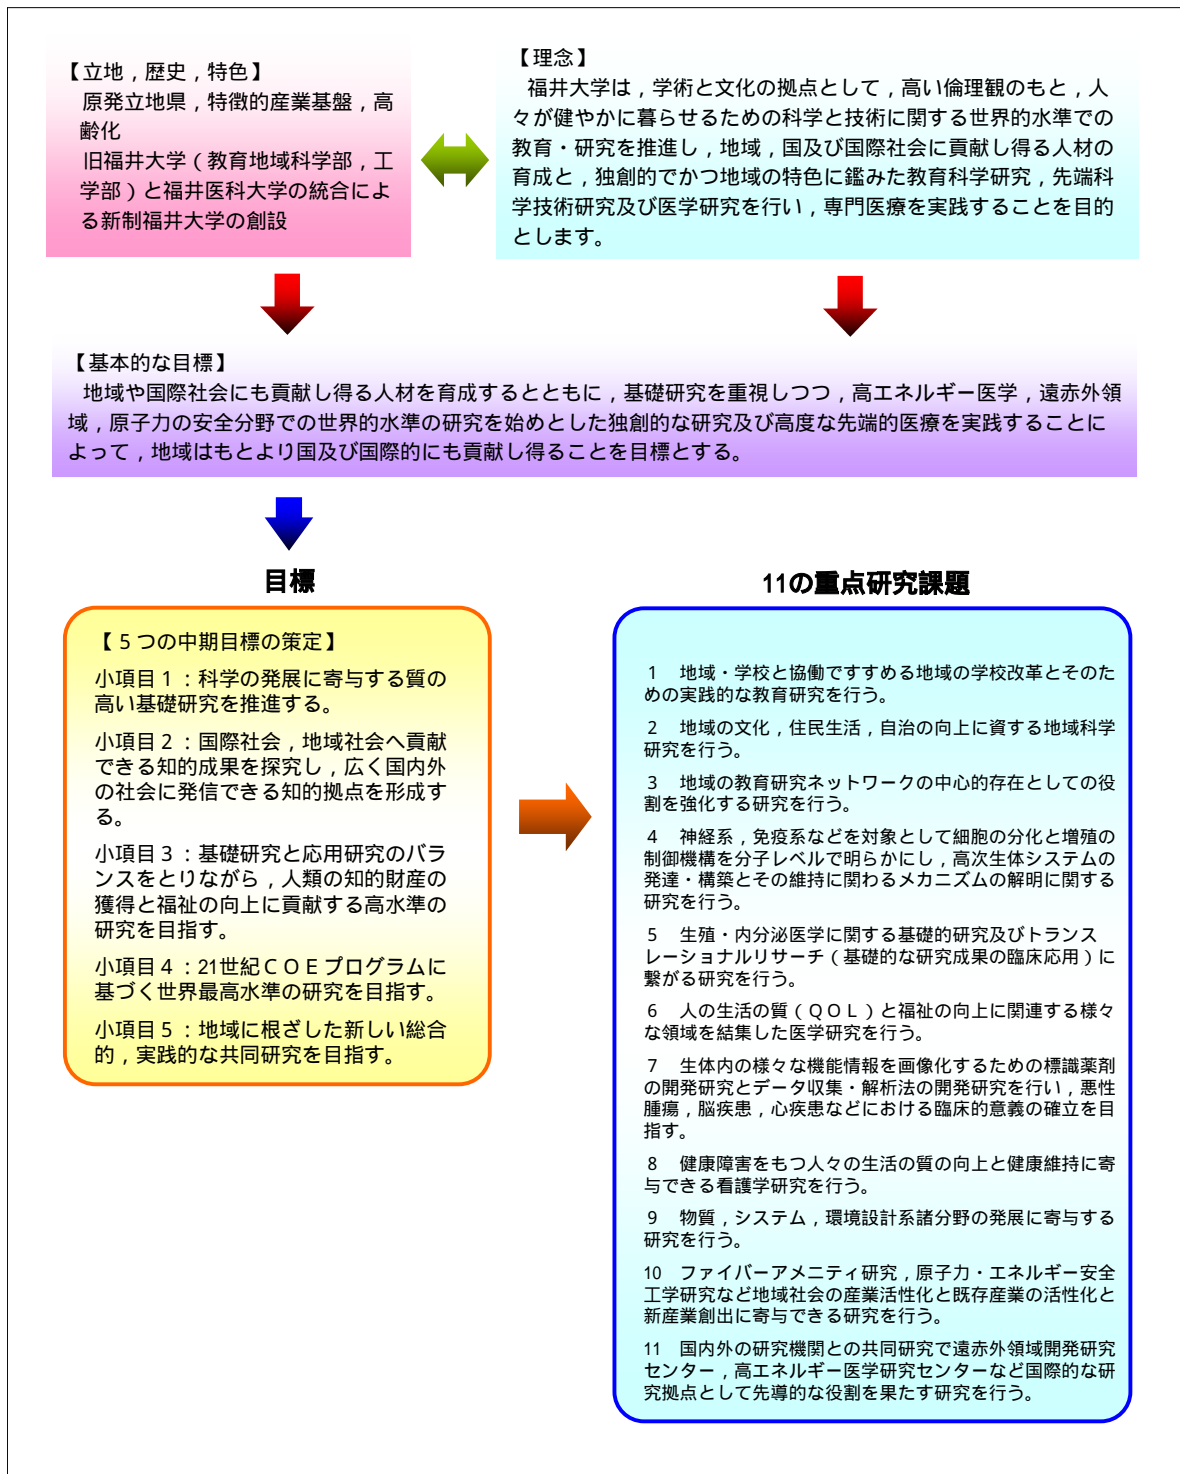 【立地，歴史，特色】
原発立地県，特徴的産業基盤，高
齢化
旧福井大学（教育地域科学部，工
学部）と福井医科大学の統合によ
る新制福井大学の創設
【理念】
福井大学は，学術と文化の拠点として，高い倫理観のもと，人
々が健やかに暮らせるための科学と技術に関する世界的水準での
教育・研究を推進し，地域，国及び国際社会に貢献し得る人材の
育成と，独創的でかつ地域の特色に鑑みた教育科学研究，先端科
学技術研究及び医学研究を行い，専門医療を実践することを目的
とします。
【基本的な目標】
地域や国際社会にも貢献し得る人材を育成するとともに，基礎研究を重視しつつ，高エネルギー医学，遠赤外領
域，原子力の安全分野での世界的水準の研究を始めとした独創的な研究及び高度な先端的医療を実践することに
よって，地域はもとより国及び国際的にも貢献し得ることを目標とする。
目標
【５つの中期目標の策定】
小項目１：科学の発展に寄与する質の
高い基礎研究を推進する。
小項目２：国際社会，地域社会へ貢献
できる知的成果を探究し，広く国内外
の社会に発信できる知的拠点を形成す
る。
小項目３：基礎研究と応用研究のバラ
ンスをとりながら，人類の知的財産の
獲得と福祉の向上に貢献する高水準の
研究を目指す。
小項目４：21世紀ＣＯＥプログラムに
基づく世界最高水準の研究を目指す。
小項目５：地域に根ざした新しい総合
的，実践的な共同研究を目指す。
11の重点研究課題
1　地域・学校と協働ですすめる地域の学校改革とそのた
めの実践的な教育研究を行う。
2　地域の文化，住民生活，自治の向上に資する地域科学
研究を行う。
3　地域の教育研究ネットワークの中心的存在としての役
割を強化する研究を行う。
4　神経系，免疫系などを対象として細胞の分化と増殖の
制御機構を分子レベルで明らかにし，高次生体システムの
発達・構築とその維持に関わるメカニズムの解明に関する
研究を行う。
5　生殖・内分泌医学に関する基礎的研究及びトランス
レーショナルリサーチ（基礎的な研究成果の臨床応用）に
繋がる研究を行う。
6　人の生活の質（ＱＯＬ）と福祉の向上に関連する様々
な領域を結集した医学研究を行う。
7　生体内の様々な機能情報を画像化するための標識薬剤
の開発研究とデータ収集・解析法の開発研究を行い，悪性
腫瘍，脳疾患，心疾患などにおける臨床的意義の確立を目
指す。
8　健康障害をもつ人々の生活の質の向上と健康維持に寄
与できる看護学研究を行う。
9　物質，システム，環境設計系諸分野の発展に寄与する
研究を行う。
10　ファイバーアメニティ研究，原子力・エネルギー安全
工学研究など地域社会の産業活性化と既存産業の活性化と
新産業創出に寄与できる研究を行う。
11　国内外の研究機関との共同研究で遠赤外領域開発研究
センター，高エネルギー医学研究センターなど国際的な研
究拠点として先導的な役割を果たす研究を行う。